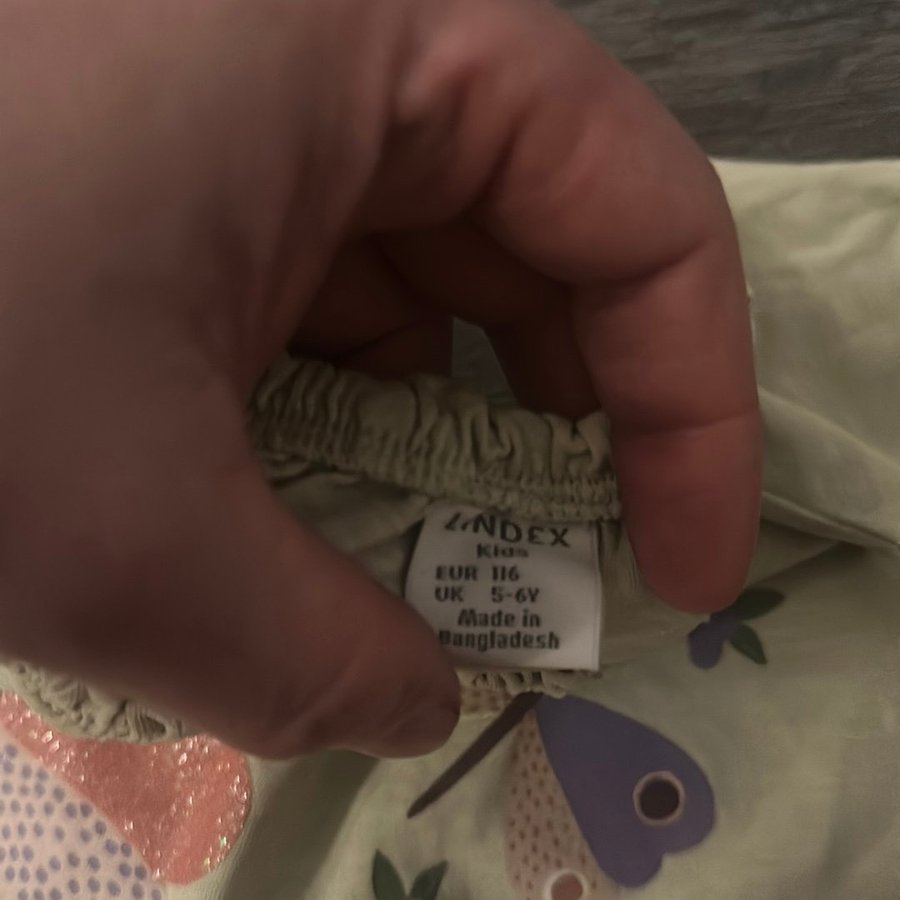 LINDEX
Kids
EUR 116
UK 5-6Y
Made in
Bangladesh